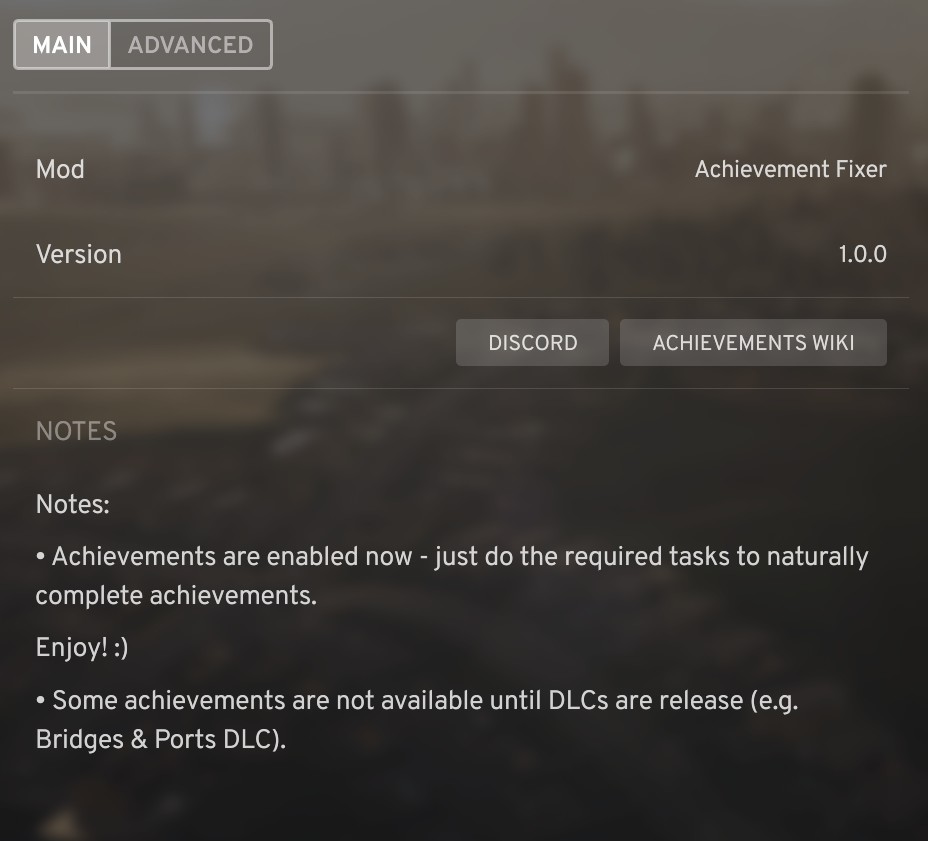 MAIN ADVANCED
Mod Achievement Fixer
Version 1.0.0
DISCORD ACHIEVEMENTS WIKI
NOTES
Notes:
• Achievements are enabled now - just do the required tasks to naturally
complete achievements.
Enjoy! :)
• Some achievements are not available until DLCs are release (e.g.
Bridges & Ports DLC).